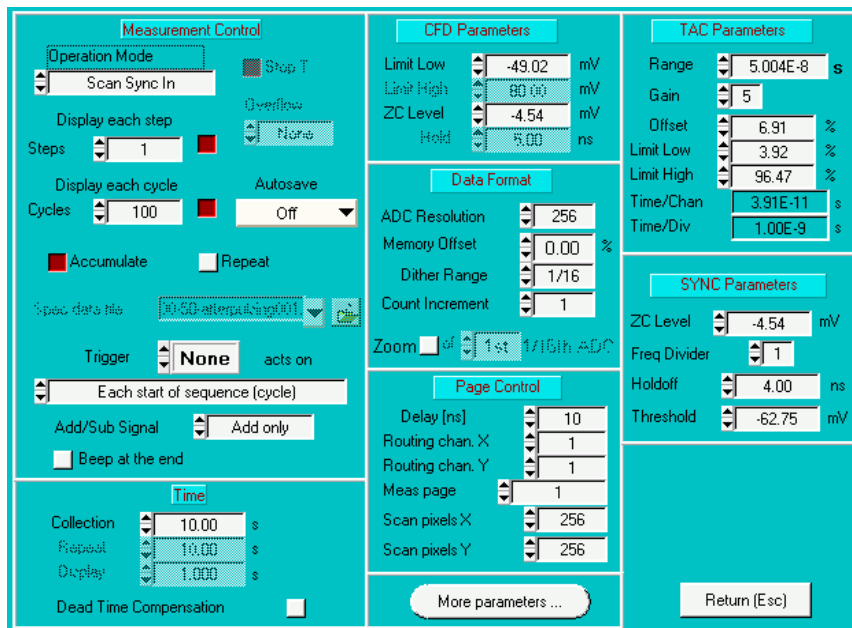 Measurement Control
Operation Mode
Scan Sync In
Stop T
Overflow
None
Display each step
Steps 1
Display each cycle
Cycles 100
Autosave
Off
Accumulate Repeat
Spec data file 00-50-afterpulsing001
Trigger None acts on
Each start of sequence (cycle)
Add/Sub Signal Add only
Beep at the end
Time
Collection 10.00 s
Repeat 10.00 s
Display 1.000 s
Dead Time Compensation
CFD Parameters
Limit Low -49.02 mV
Limit High 80.00 mV
ZC Level -4.54 mV
Hold 5.00 ns
Data Format
ADC Resolution 256
Memory Offset 0.00 %
Dither Range 1/16
Count Increment 1
Zoom of 1st 1/16th ADC
Page Control
Delay [ns] 10
Routing chan. X 1
Routing chan. Y 1
Meas page 1
Scan pixels X 256
Scan pixels Y 256
More parameters ...
TAC Parameters
Range 5.004E-8 s
Gain 5
Offset 6.91 %
Limit Low 3.92 %
Limit High 96.47 %
Time/Chan 3.91E-11 s
Time/Div 1.00E-9 s
SYNC Parameters
ZC Level -4.54 mV
Freq Divider 1
Holdoff 4.00 ns
Threshold -62.75 mV
Return (Esc)